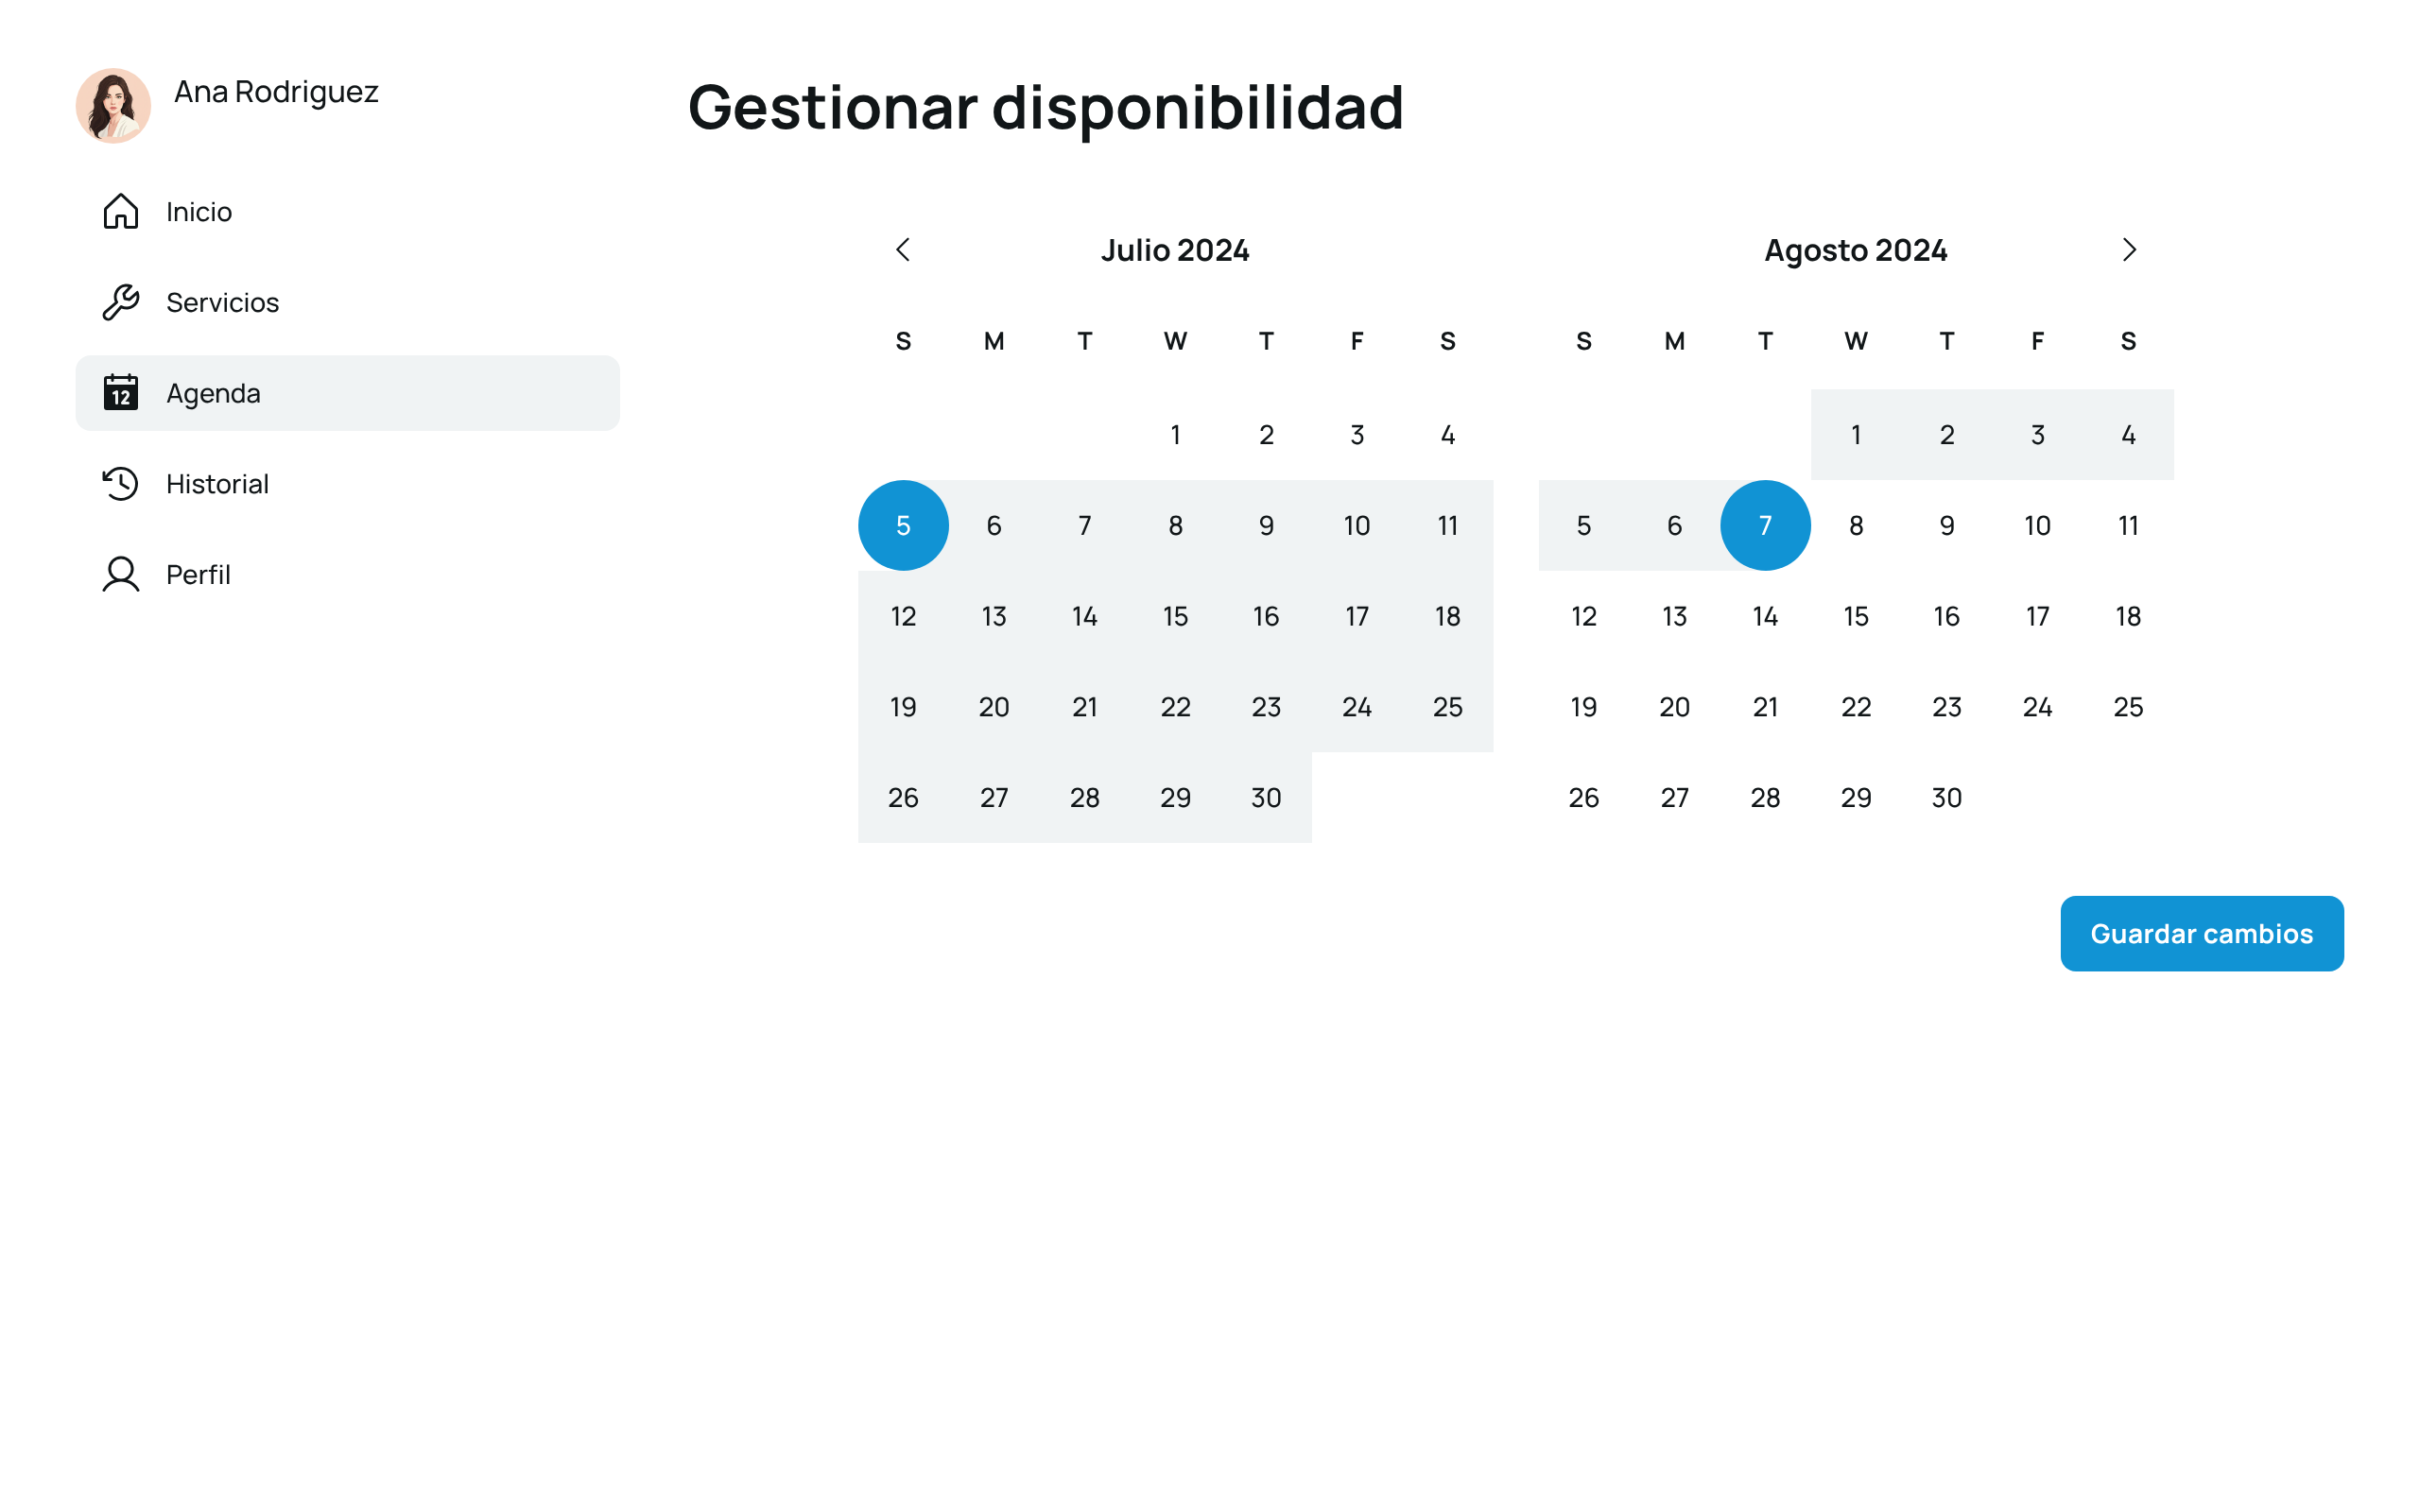 Ana Rodriguez
Inicio
Servicios
12
Agenda
Historial
Perfil
Gestionar disponibilidad
Julio 2024
S M T W T F S
1 2 3 4
5 6 7 8 9 10 11
12 13 14 15 16 17 18
19 20 21 22 23 24 25
26 27 28 29 30
Agosto 2024
S M T W T F S
1 2 3 4
5 6 7 8 9 10 11
12 13 14 15 16 17 18
19 20 21 22 23 24 25
26 27 28 29 30
Guardar cambios